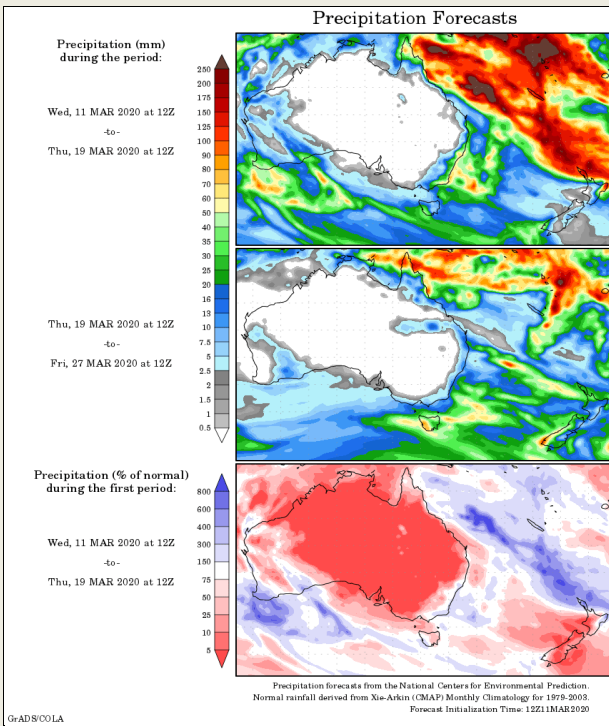 Precipitation Forecasts
Precipitation (mm)
during the period:
Wed, 11 MAR 2020 at 12Z
-to-
Thu, 19 MAR 2020 at 12Z
250
200
175
150
125
100
90
80
70
60
50
40
35
30
25
20
16
13
10
7.5
5
2.5
2
1.5
1
0.5
Thu, 19 MAR 2020 at 12Z
-to-
Fri, 27 MAR 2020 at 12Z
Precipitation (% of normal)
during the first period:
Wed, 11 MAR 2020 at 12Z
-to-
Thu, 19 MAR 2020 at 12Z
800
600
400
300
150
75
50
25
10
5
Precipitation forecasts from the National Centers for Environmental Prediction.
Normal rainfall derived from Xie-Arkin (CMAP) Monthly Climatology for 1979-2003.
Forecast Initialization Time: 12Z11MAR2020
GrADS/COLA